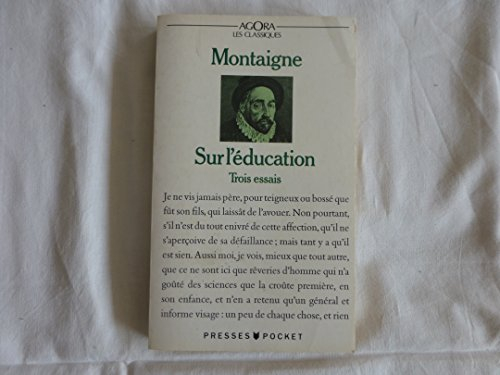 AGORA
LES CLASSIQUES
Montaigne
Sur l'éducation
Trois essais
Je ne vis jamais père, pour teigneux ou bossé que
fût son fils, qui laissât de l'avouer. Non pourtant,
s'il n'est du tout enivré de cette affection, qu'il ne
s'aperçoive de sa défaillance ; mais tant y a qu'il
est sien. Aussi moi, je vois, mieux que tout autre,
que ce ne sont ici que rêveries d'homme qui n'a
goûté des sciences que la croûte première, en
son enfance, et n'en a retenu qu'un général et
informe visage : un peu de chaque chose, et rien
PRESSES POCKET